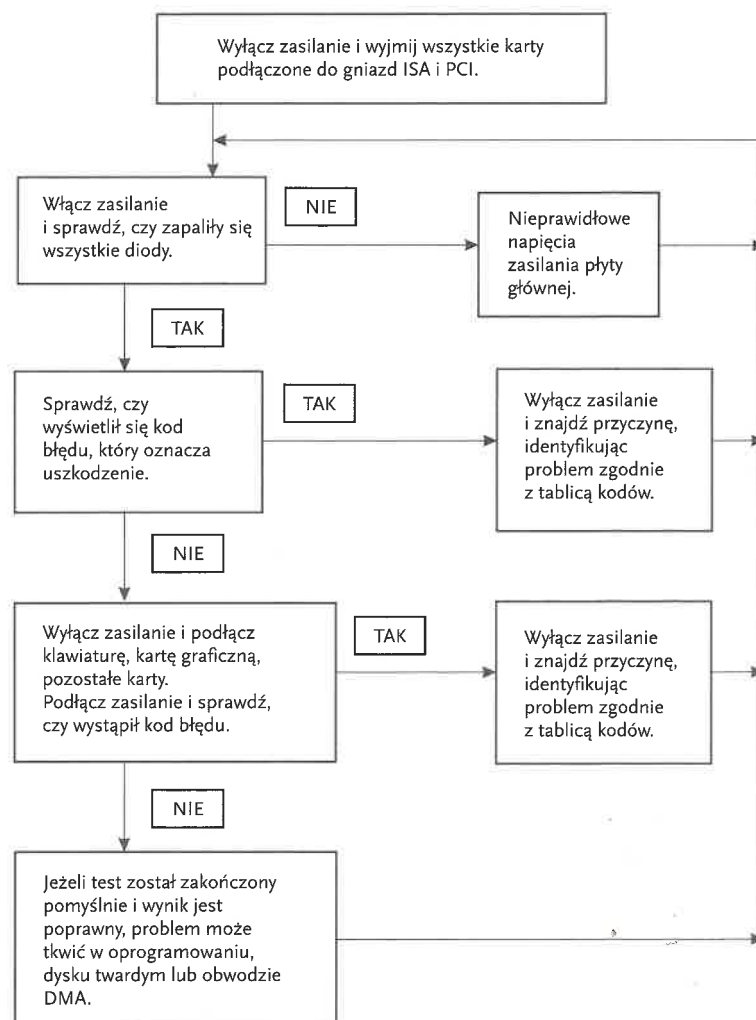 Wyłącz zasilanie i wyjmij wszystkie karty
podłączone do gniazd ISA i PCI.
Włącz zasilanie
i sprawdź, czy zapaliły się
wszystkie diody.
NIE
Nieprawidłowe
napięcia
zasilania płyty
głównej.
TAK
Sprawdź, czy
wyświetlił się kod
błędu, który oznacza
uszkodzenie.
TAK
Wyłącz zasilanie
i znajdź przyczynę,
identyfikując
problem zgodnie
z tablicą kodów.
NIE
Wyłącz zasilanie i podłącz
klawiaturę, kartę graficzną,
pozostałe karty.
Podłącz zasilanie i sprawdź,
czy wystąpił kod błędu.
TAK
Wyłącz zasilanie
i znajdź przyczynę,
identyfikując
problem zgodnie
z tablicą kodów.
NIE
Jeżeli test został zakończony
pomyślnie i wynik jest
poprawny, problem może
tkwić w oprogramowaniu,
dysku twardym lub obwodzie
DMA.